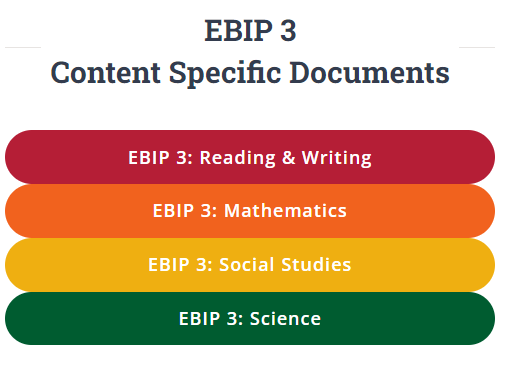 EBIP 3
Content Specific Documents
EBIP 3: Reading & Writing
EBIP 3: Mathematics
EBIP 3: Social Studies
EBIP 3: Science